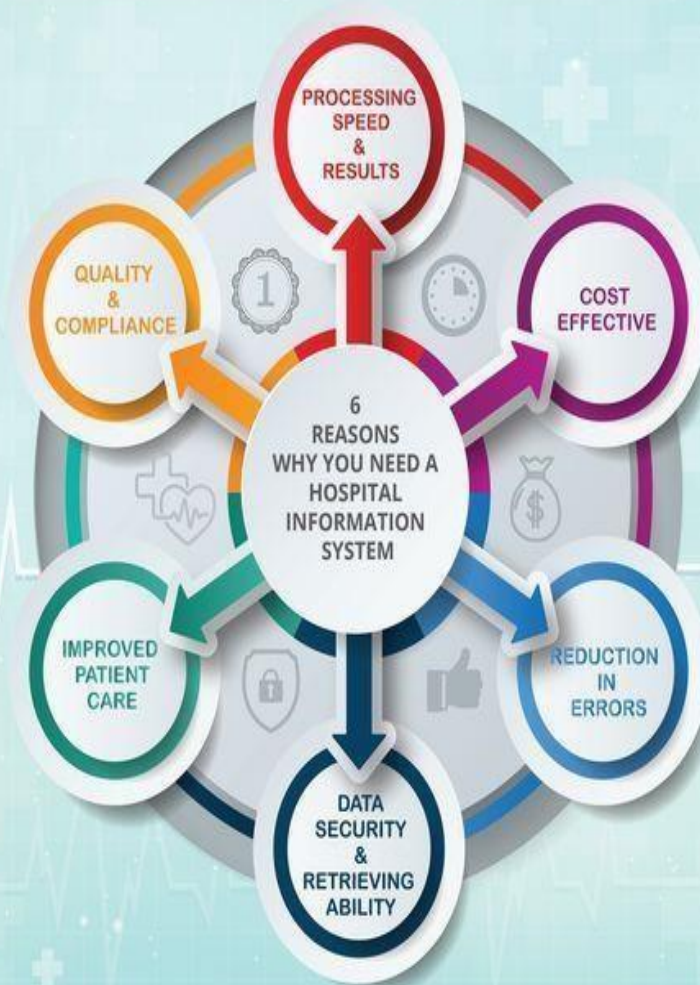 PROCESSING
SPEED
&
RESULTS
QUALITY
&
COMPLIANCE
COST
EFFECTIVE
1
6
REASONS
WHY YOU NEED A
HOSPITAL
INFORMATION
SYSTEM
$
IMPROVED
PATIENT
CARE
REDUCTION
IN
ERRORS
DATA
SECURITY
&
RETRIEVING
ABILITY